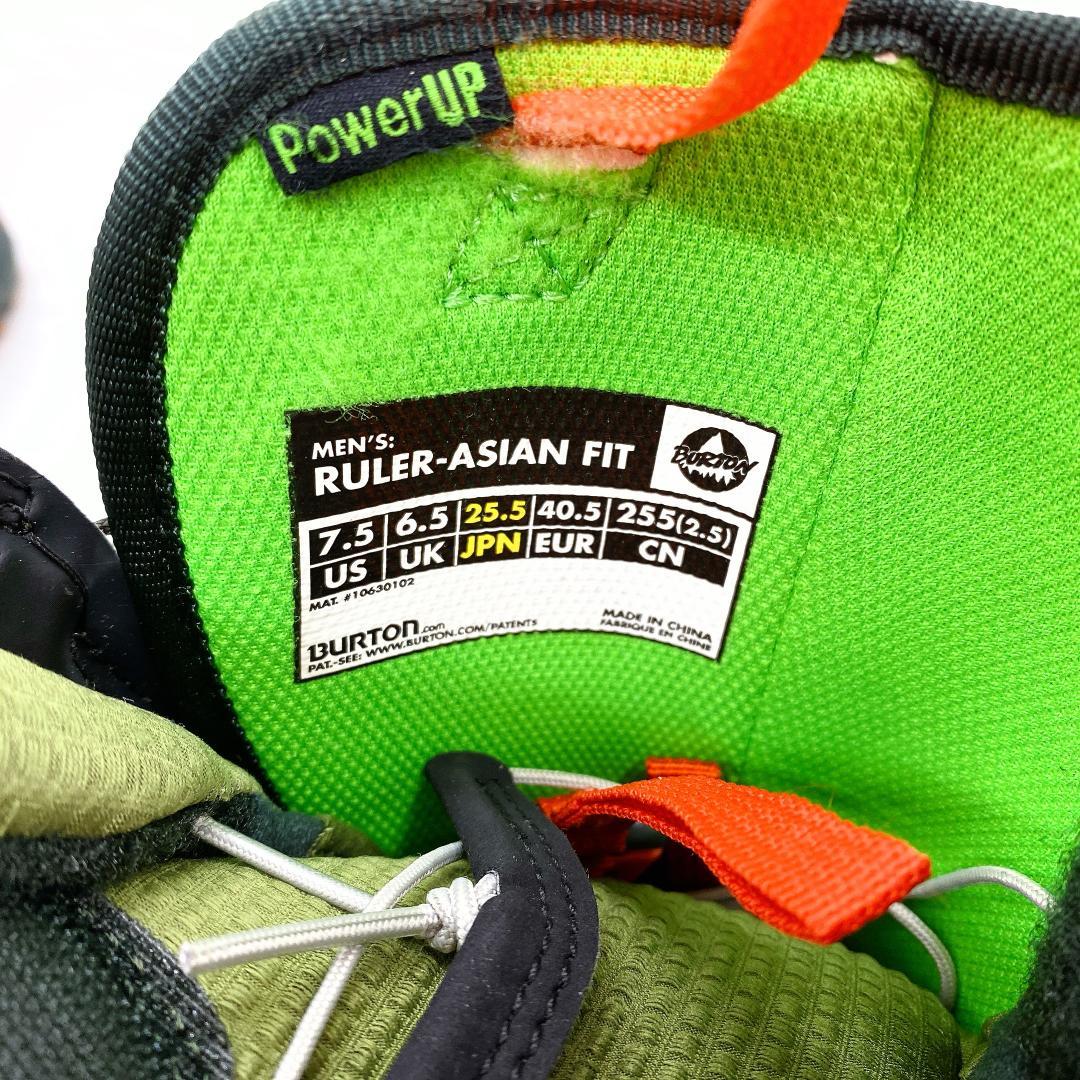 PowerUP
MEN'S:
RULER-ASIAN FIT
BURTON
7.5 6.5 25.5 40.5 255(2.5)
US UK JPN EUR CN
MAT. #10630102
BURTON.com
PAT.-SEE: WWW.BURTON.COM/PATENTS
MADE IN CHINA
FABRIQUE EN CHINE